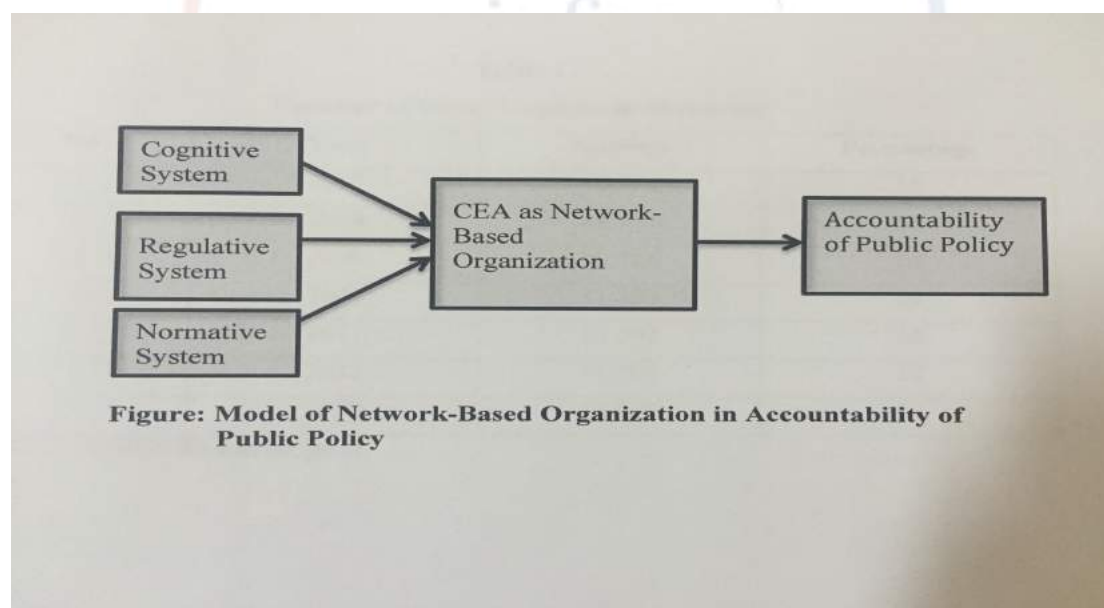 Cognitive
System
Regulative
System
Normative
System
CEA as Network-
Based
Organization
Accountability
of Public Policy
Figure: Model of Network-Based Organization in Accountability of
Public Policy